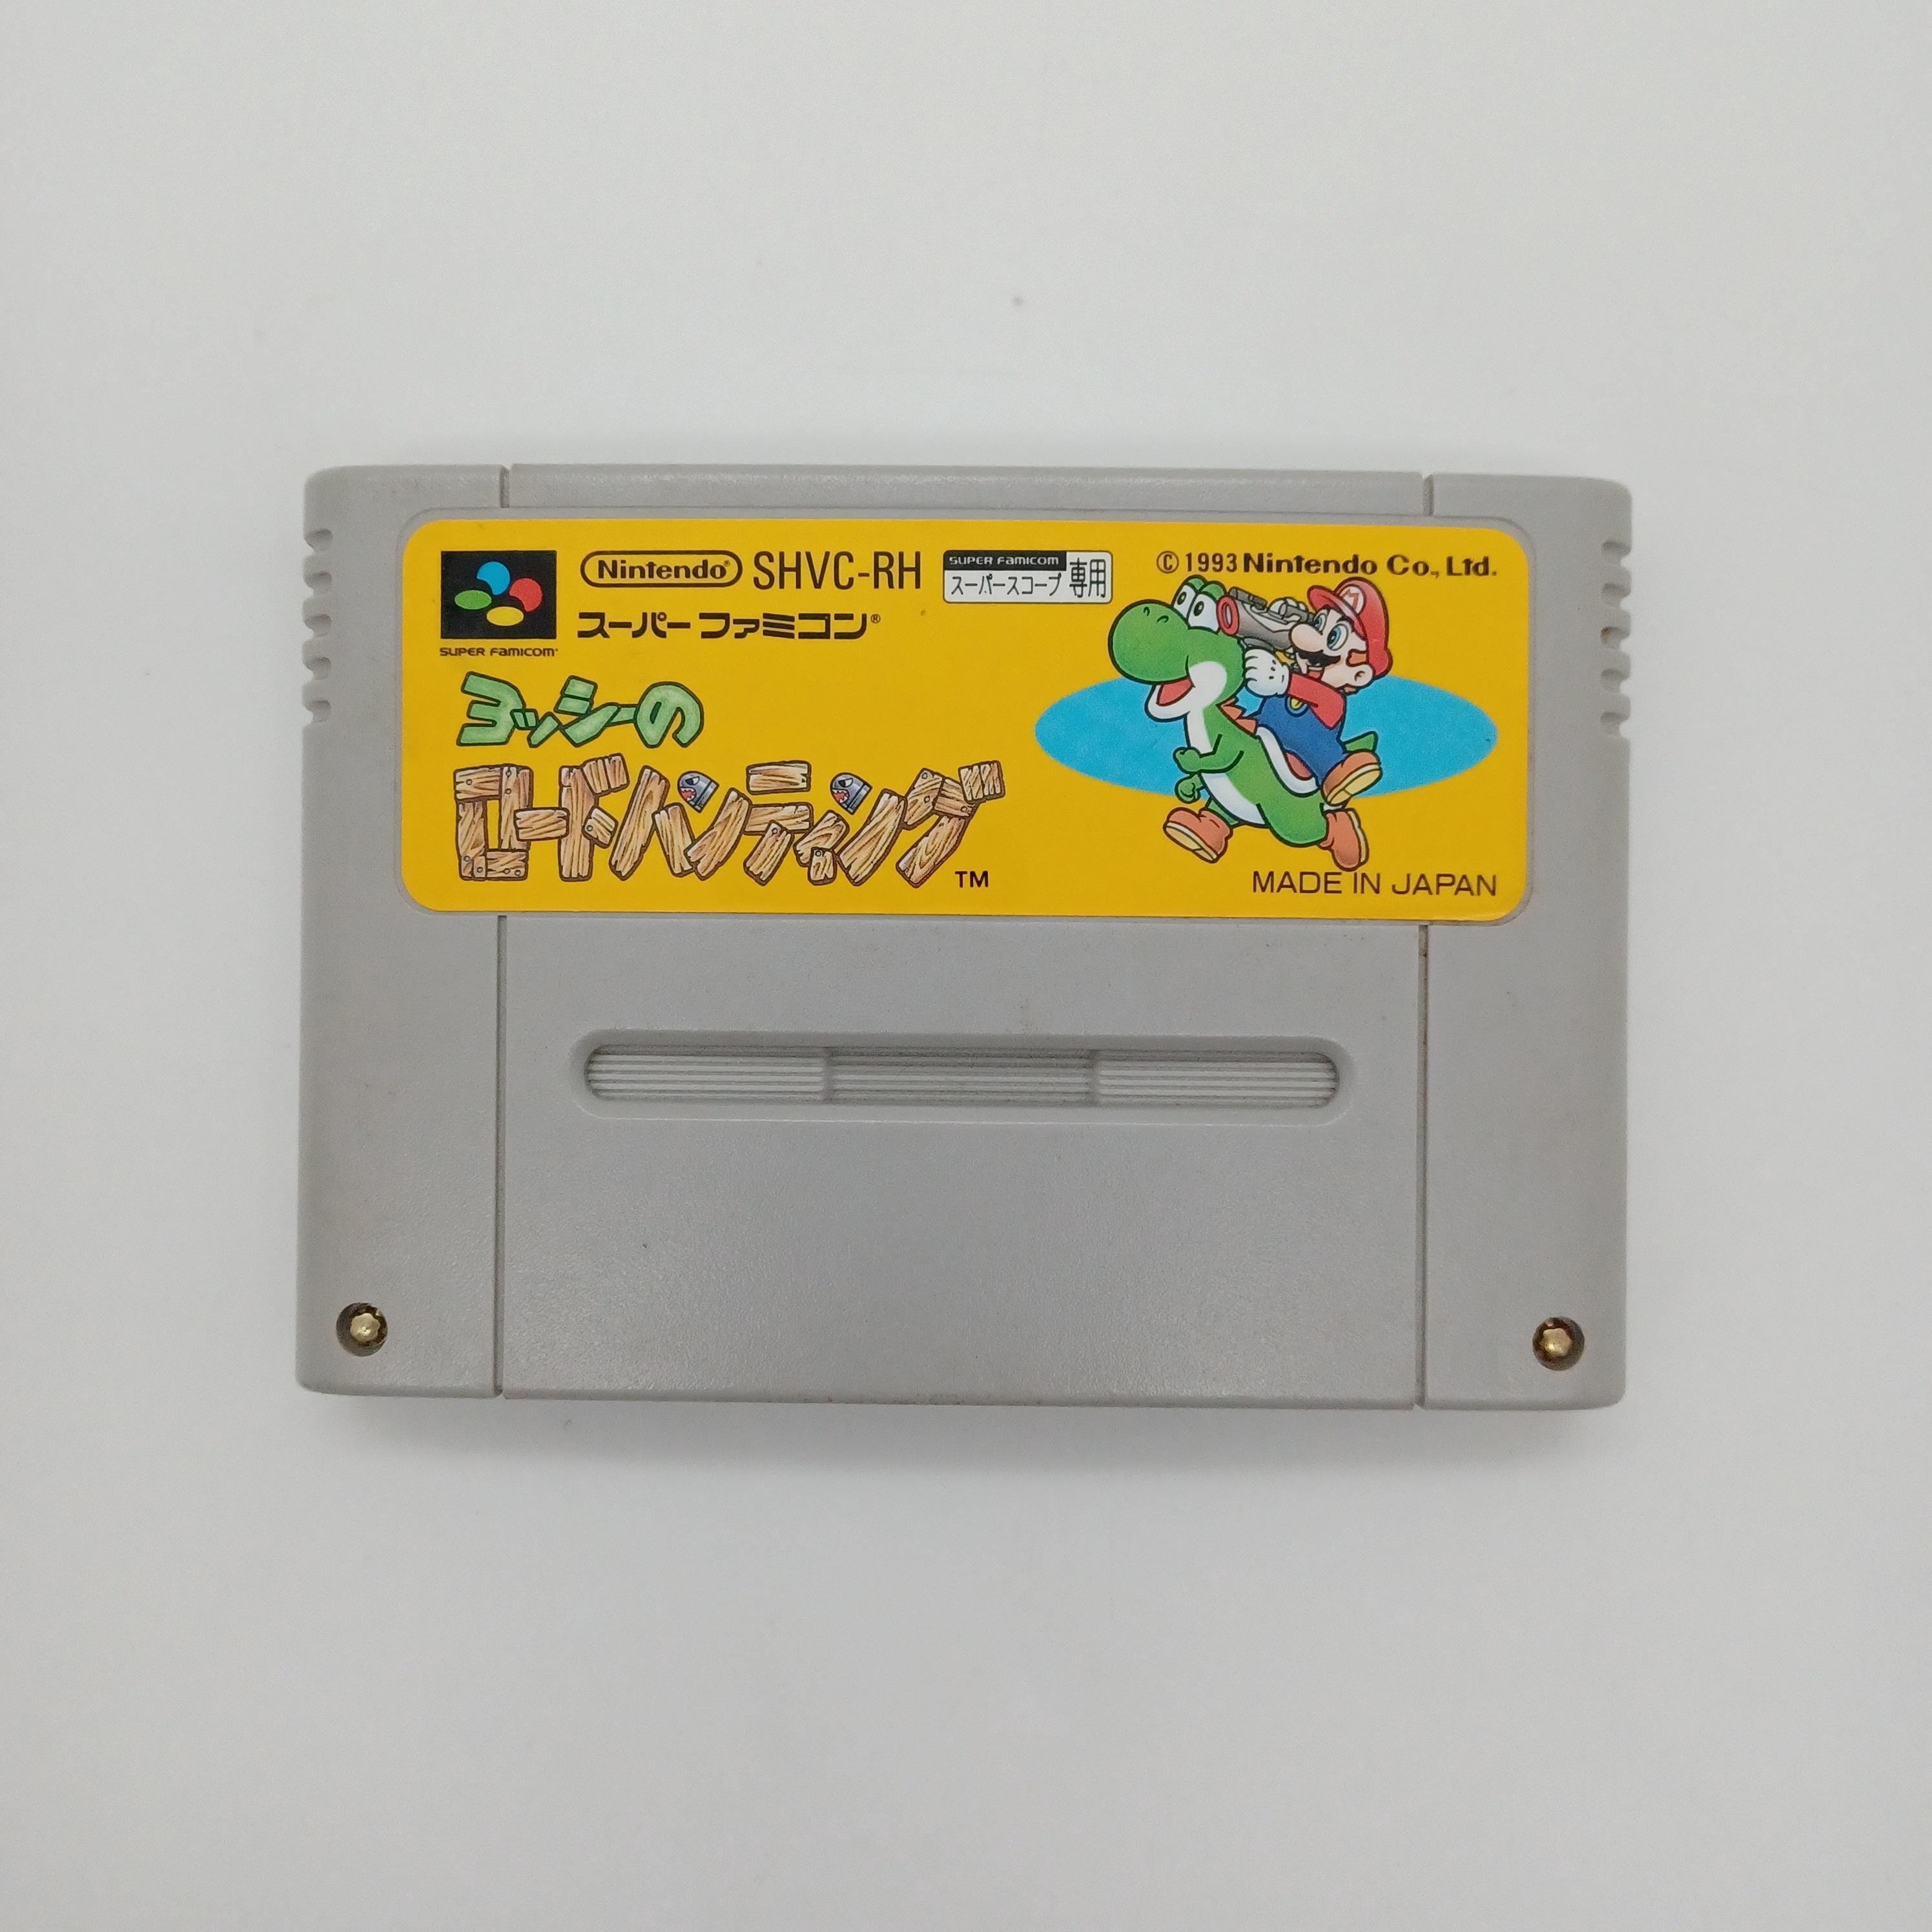 Nintendo® SHVC-RH
SUPER FAMICOM
スーパースコープ 専用
© 1993 Nintendo Co., Ltd.
スーパーファミコン®
SUPER FAMICOM
ヨッシーの
ロードハンティング TM
M
MADE IN JAPAN